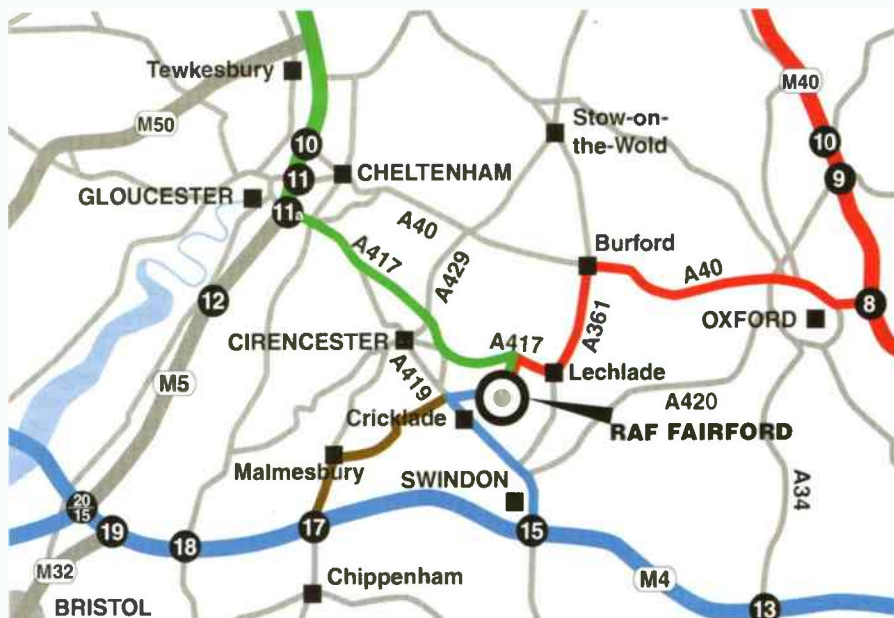 Tewkesbury
M50
10
11
CHELTENHAM
GLOUCESTER
11a
Stow-on-
the-Wold
M40
10
9
A40
A417
A429
Burford
A40
12
CIRENCESTER
A417
A361
OXFORD
8
M5
A419
Lechlade
Cricklade
A420
RAF FAIRFORD
Malmesbury
SWINDON
A34
20
15
19
18
17
15
M32
Chippenham
M4
BRISTOL
13